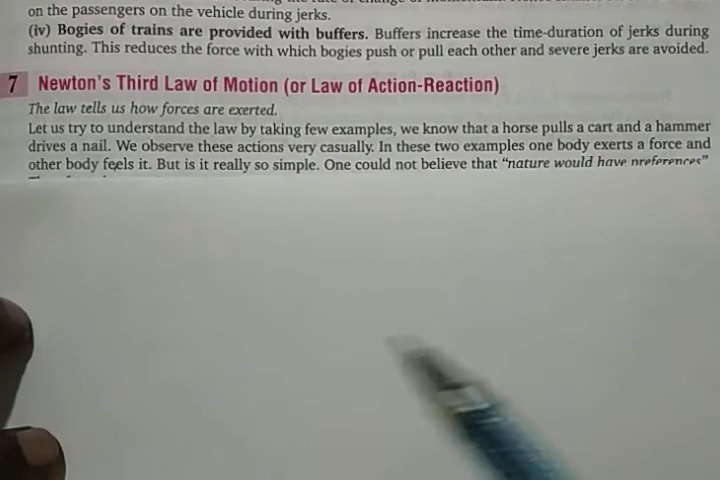 on the passengers on the vehicle during jerks.
(iv) Bogies of trains are provided with buffers. Buffers increase the time-duration of jerks during
shunting. This reduces the force with which bogies push or pull each other and severe jerks are avoided.
7 Newton's Third Law of Motion (or Law of Action-Reaction)
The law tells us how forces are exerted.
Let us try to understand the law by taking few examples, we know that a horse pulls a cart and a hammer
drives a nail. We observe these actions very casually. In these two examples one body exerts a force and
other body feels it. But is it really so simple. One could not believe that “nature would have preferences”